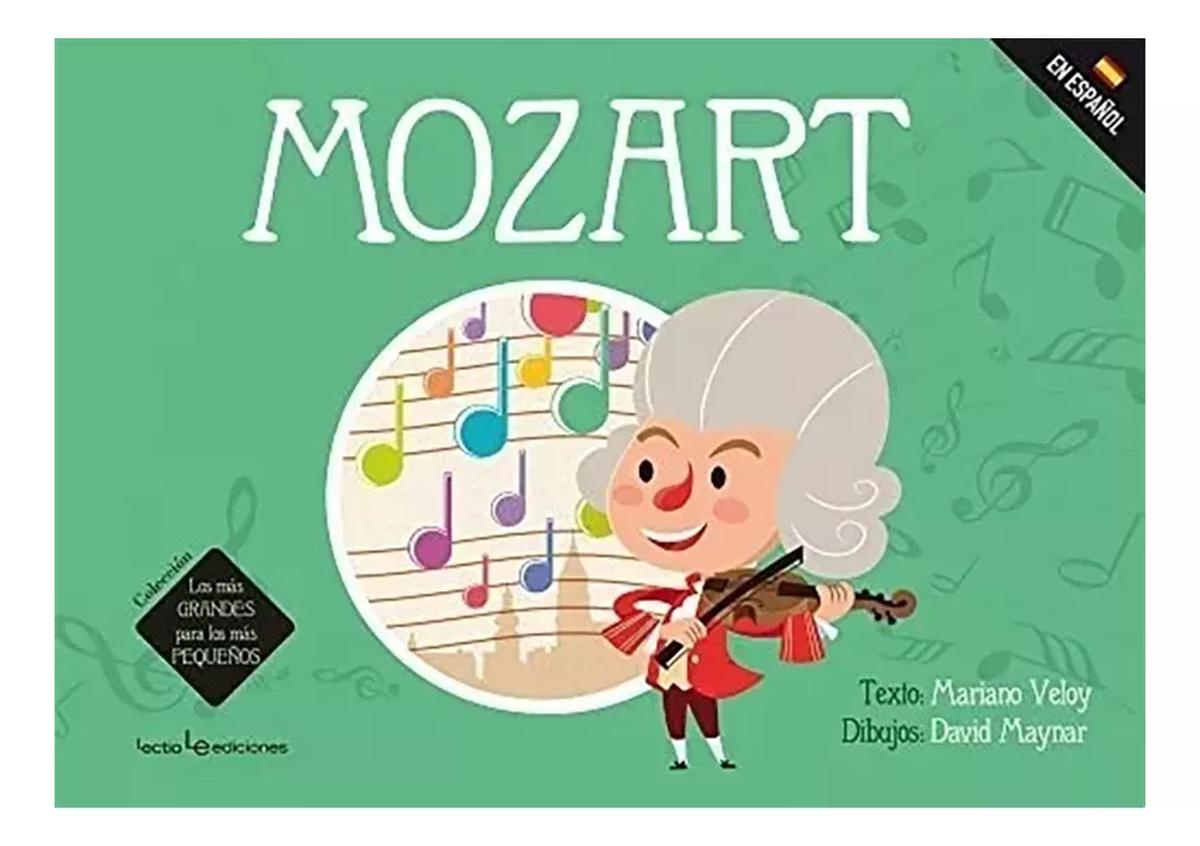 EN ESPAÑOL
MOZART
Colección
Los más
GRANDES
para los más
PEQUEÑOS
Lectio Le ediciones
Texto: Mariano Veloy
Dibujos: David Maynar